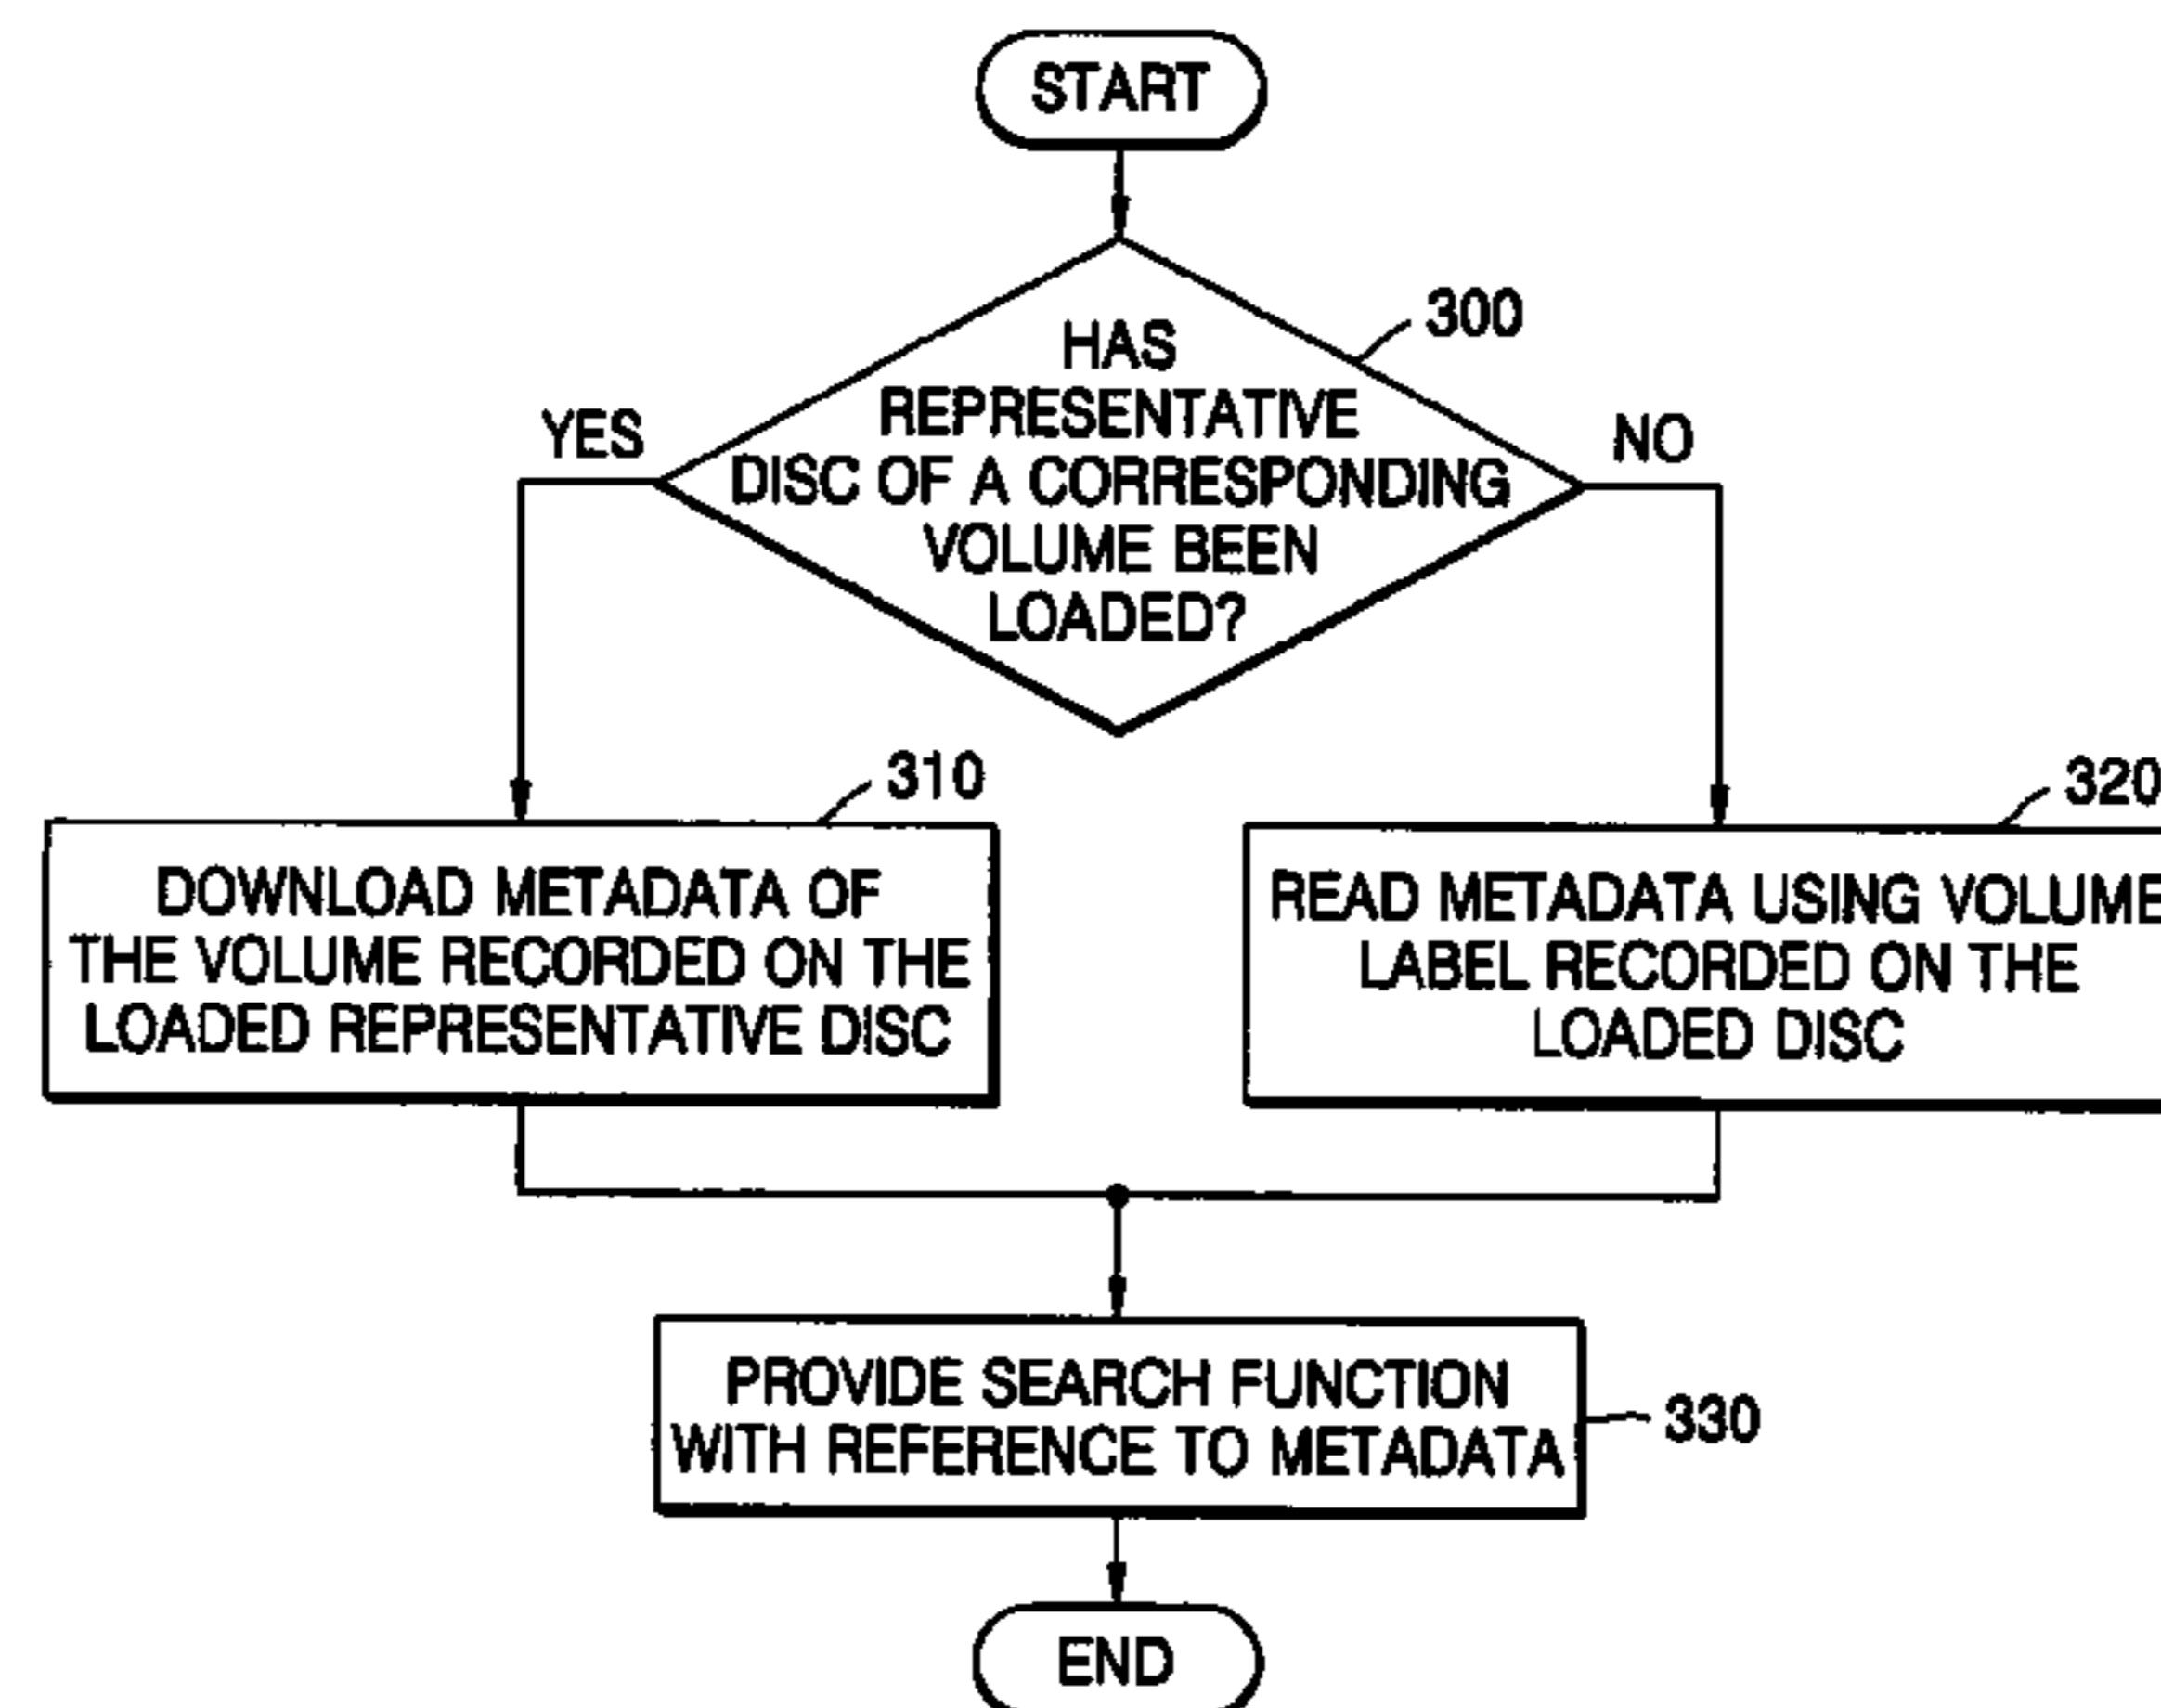 START
300
HAS
REPRESENTATIVE
DISC OF A CORRESPONDING
VOLUME BEEN
LOADED?
YES
NO
310
DOWNLOAD METADATA OF
THE VOLUME RECORDED ON THE
LOADED REPRESENTATIVE DISC
320
READ METADATA USING VOLUME
LABEL RECORDED ON THE
LOADED DISC
PROVIDE SEARCH FUNCTION
WITH REFERENCE TO METADATA
330
END